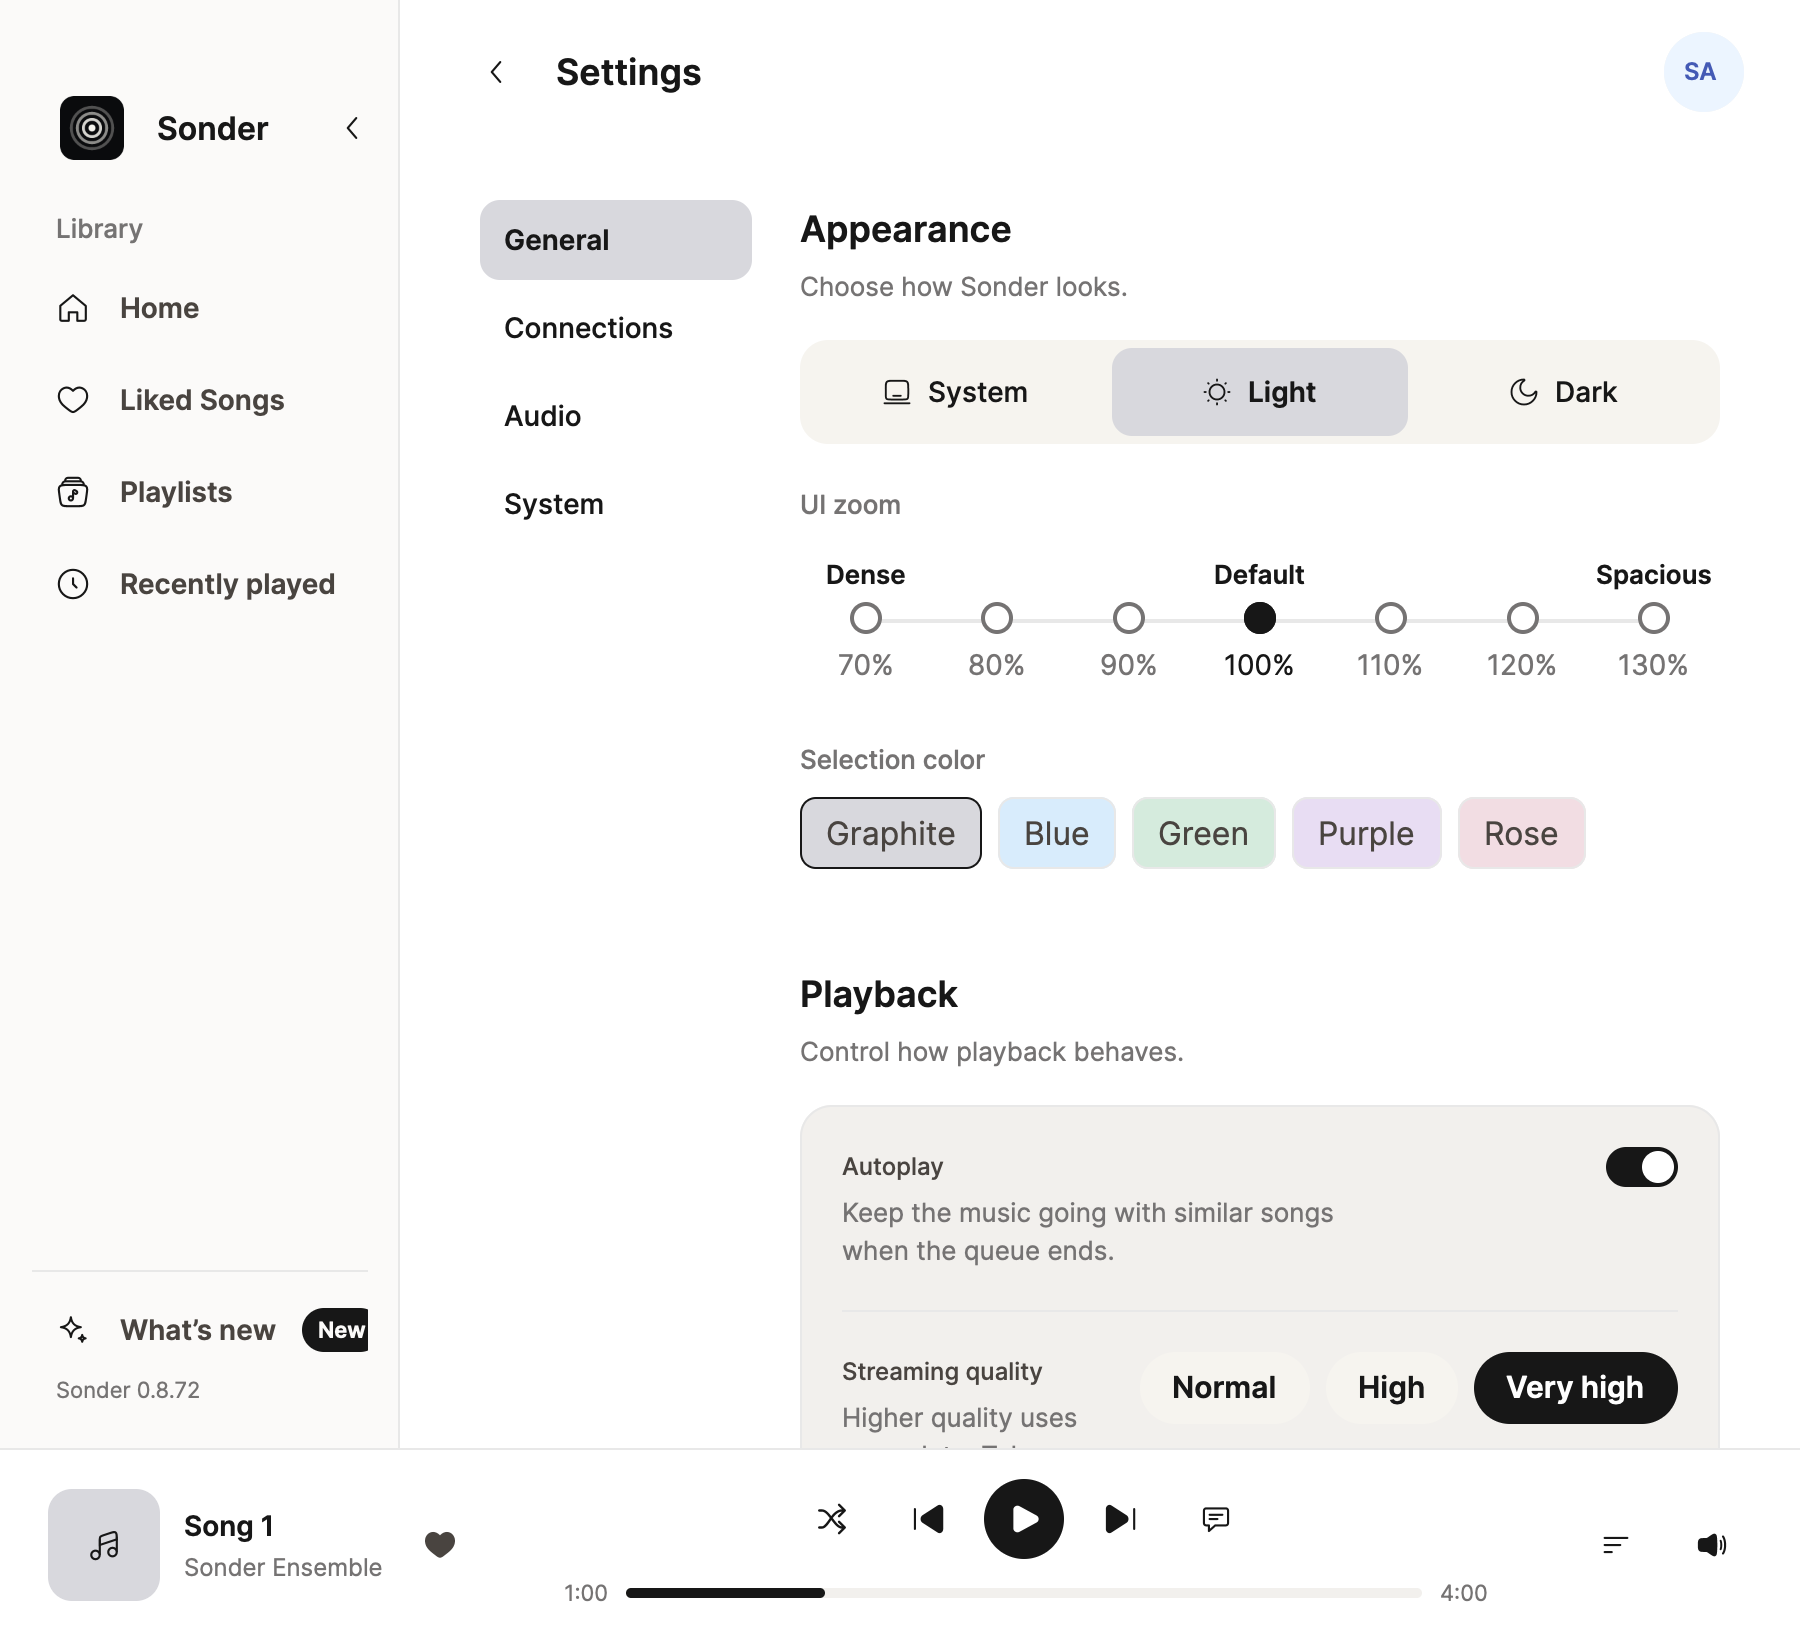 Sonder
Library
Home
Liked Songs
Playlists
Recently played
What’s new
New
Sonder 0.8.72
Settings
SA
General
Connections
Audio
System
Appearance
Choose how Sonder looks.
System
Light
Dark
UI zoom
Dense
Default
Spacious
70%
80%
90%
100%
110%
120%
130%
Selection color
Graphite
Blue
Green
Purple
Rose
Playback
Control how playback behaves.
Autoplay
Keep the music going with similar songs
when the queue ends.
Streaming quality
Higher quality uses
Normal
High
Very high
Song 1
Sonder Ensemble
1:00
4:00